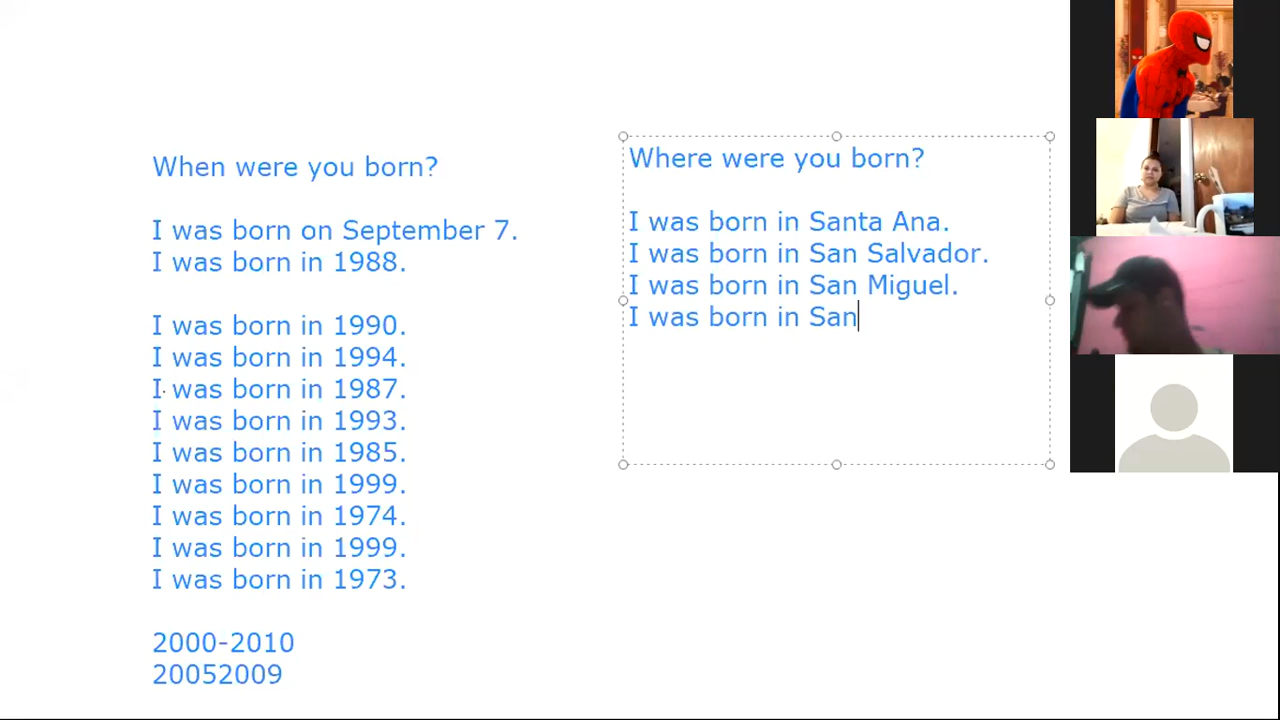 When were you born?
I was born on September 7.
I was born in 1988.
I was born in 1990.
I was born in 1994.
I was born in 1987.
I was born in 1993.
I was born in 1985.
I was born in 1999.
I was born in 1974.
I was born in 1999.
I was born in 1973.
2000-2010
20052009
Where were you born?
I was born in Santa Ana.
I was born in San Salvador.
I was born in San Miguel.
I was born in San